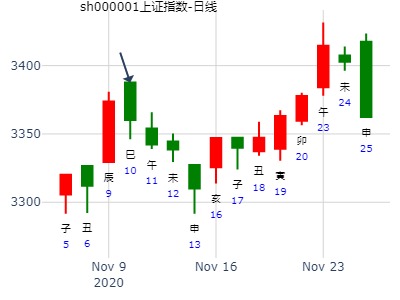 sh000001上证指数-日线
3400
3350
3300
子
5
丑
6
辰
9
巳
10
午
11
未
12
申
13
亥
16
子
17
丑
18
寅
19
卯
20
午
23
未
24
申
25
Nov 9
2020
Nov 16
Nov 23